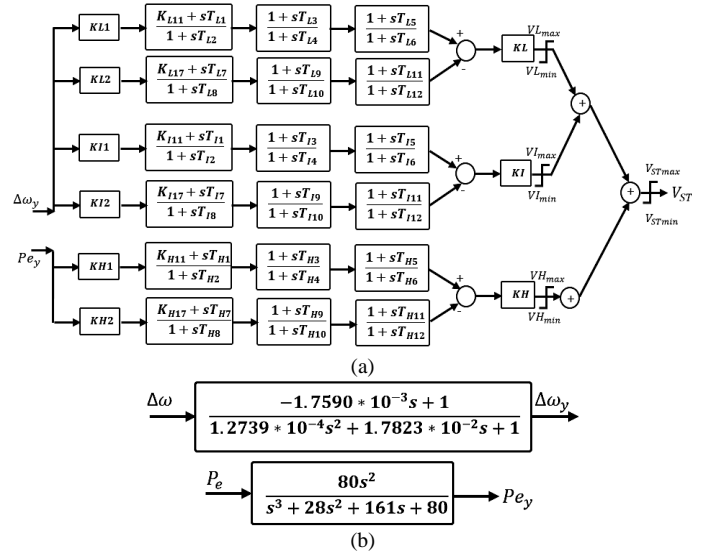 KL1 K_{L11} + sT_{L1} / 1 + sT_{L2} 1 + sT_{L3} / 1 + sT_{L4} 1 + sT_{L5} / 1 + sT_{L6} + - KL VL_{max} VL_{min}
KL2 K_{L17} + sT_{L7} / 1 + sT_{L8} 1 + sT_{L9} / 1 + sT_{L10} 1 + sT_{L11} / 1 + sT_{L12}
+
KI1 K_{I11} + sT_{I1} / 1 + sT_{I2} 1 + sT_{I3} / 1 + sT_{I4} 1 + sT_{I5} / 1 + sT_{I6} + - KI VI_{max} VI_{min}
Δω_y KI2 K_{I17} + sT_{I7} / 1 + sT_{I8} 1 + sT_{I9} / 1 + sT_{I10} 1 + sT_{I11} / 1 + sT_{I12}
+ V_{STmax} V_{ST} V_{STmin}
Pe_y KH1 K_{H11} + sT_{H1} / 1 + sT_{H2} 1 + sT_{H3} / 1 + sT_{H4} 1 + sT_{H5} / 1 + sT_{H6} + - KH VH_{max} VH_{min} +
KH2 K_{H17} + sT_{H7} / 1 + sT_{H8} 1 + sT_{H9} / 1 + sT_{H10} 1 + sT_{H11} / 1 + sT_{H12}
(a)
Δω −1.7590 * 10^{−3}s + 1 / 1.2739 * 10^{−4}s^2 + 1.7823 * 10^{−2}s + 1 Δω_y
P_e 80s^2 / s^3 + 28s^2 + 161s + 80 Pe_y
(b)